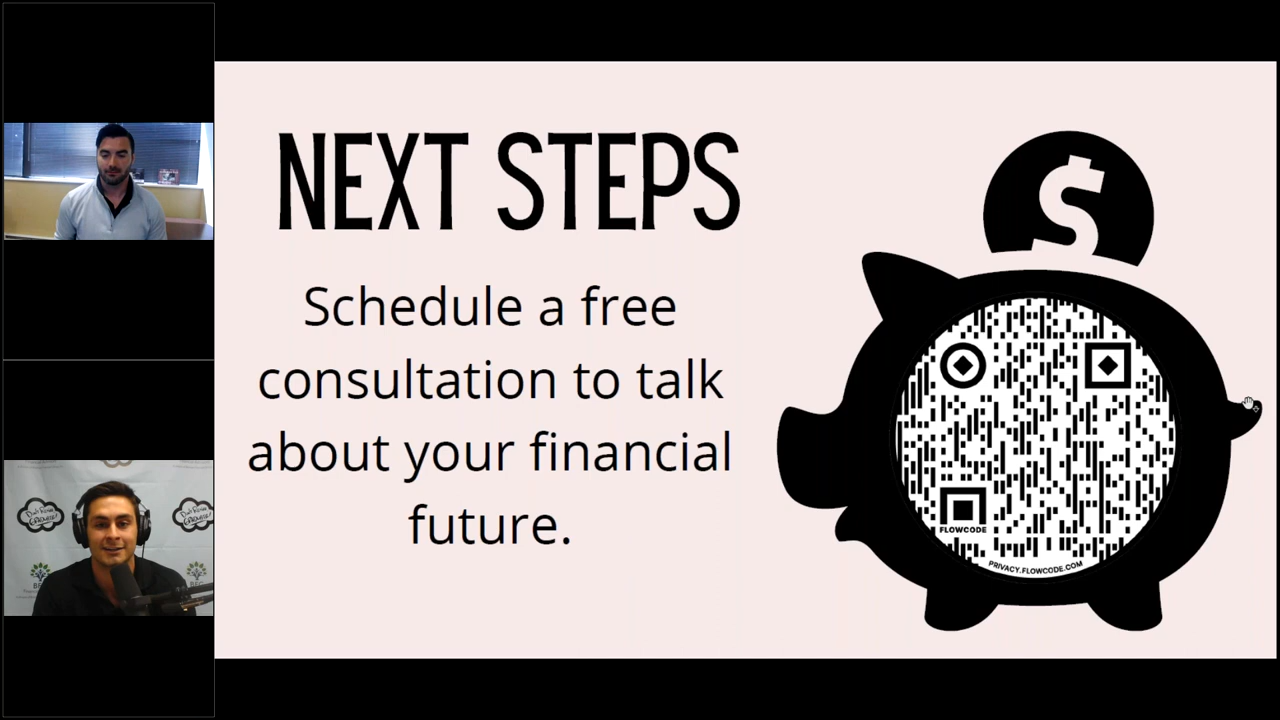 NEXT STEPS
Schedule a free
consultation to talk
about your financial
future.
$
FLOWCODE
PRIVACY.FLOWCODE.COM